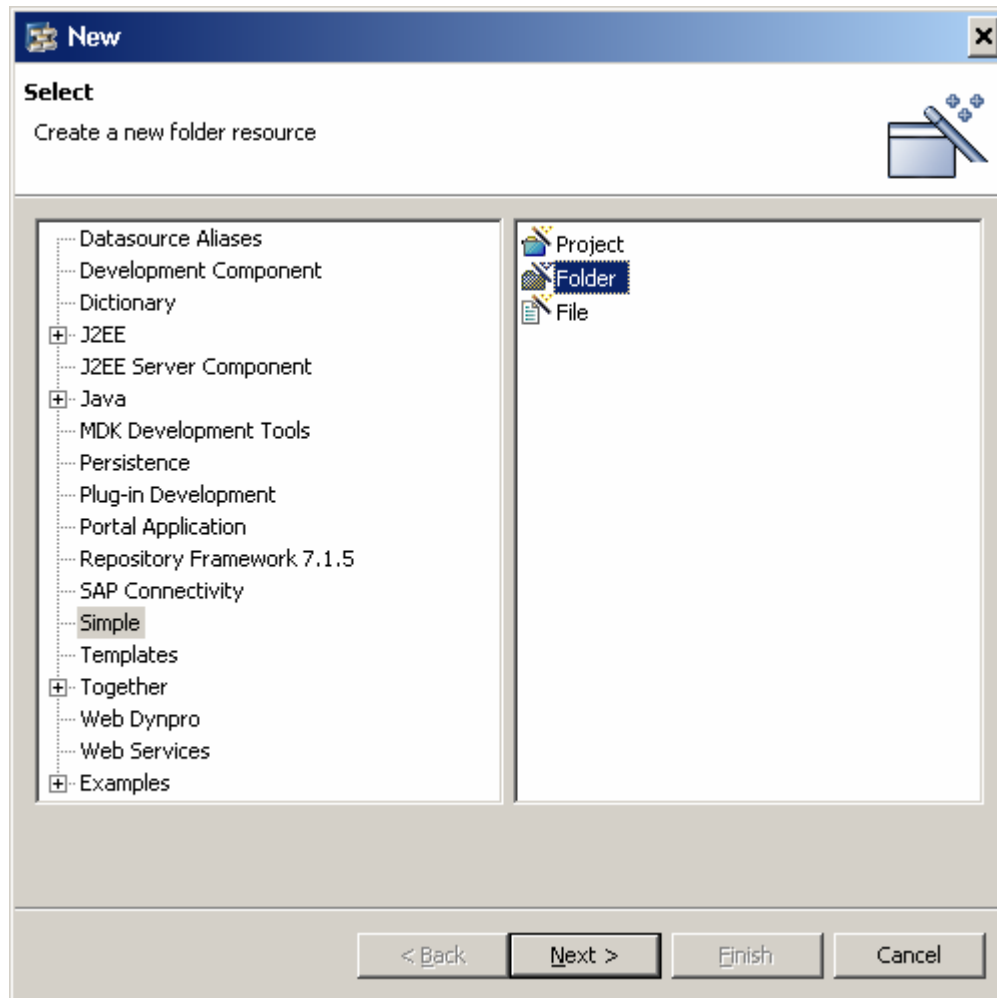 New
Select
Create a new folder resource
Datasource Aliases
Development Component
Dictionary
J2EE
J2EE Server Component
Java
MDK Development Tools
Persistence
Plug-in Development
Portal Application
Repository Framework 7.1.5
SAP Connectivity
Simple
Templates
Together
Web Dynpro
Web Services
Examples
Project
Folder
File
< Back
Next >
Finish
Cancel